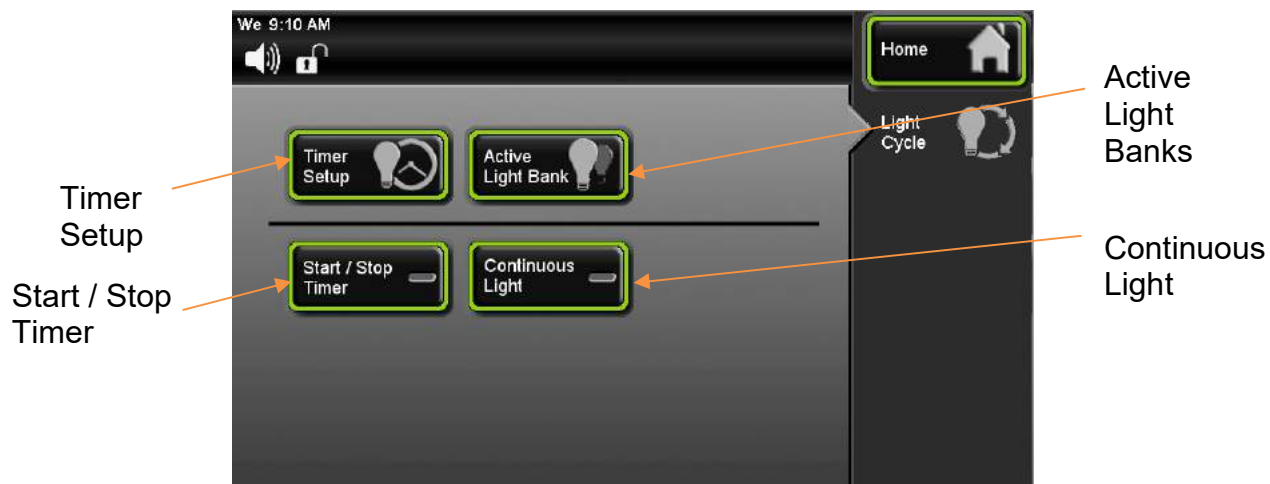 We 9:10 AM
Home
Light
Cycle
Timer
Setup
Active
Light Bank
Start / Stop
Timer
Continuous
Light
Timer
Setup
Start / Stop
Timer
Active
Light
Banks
Continuous
Light